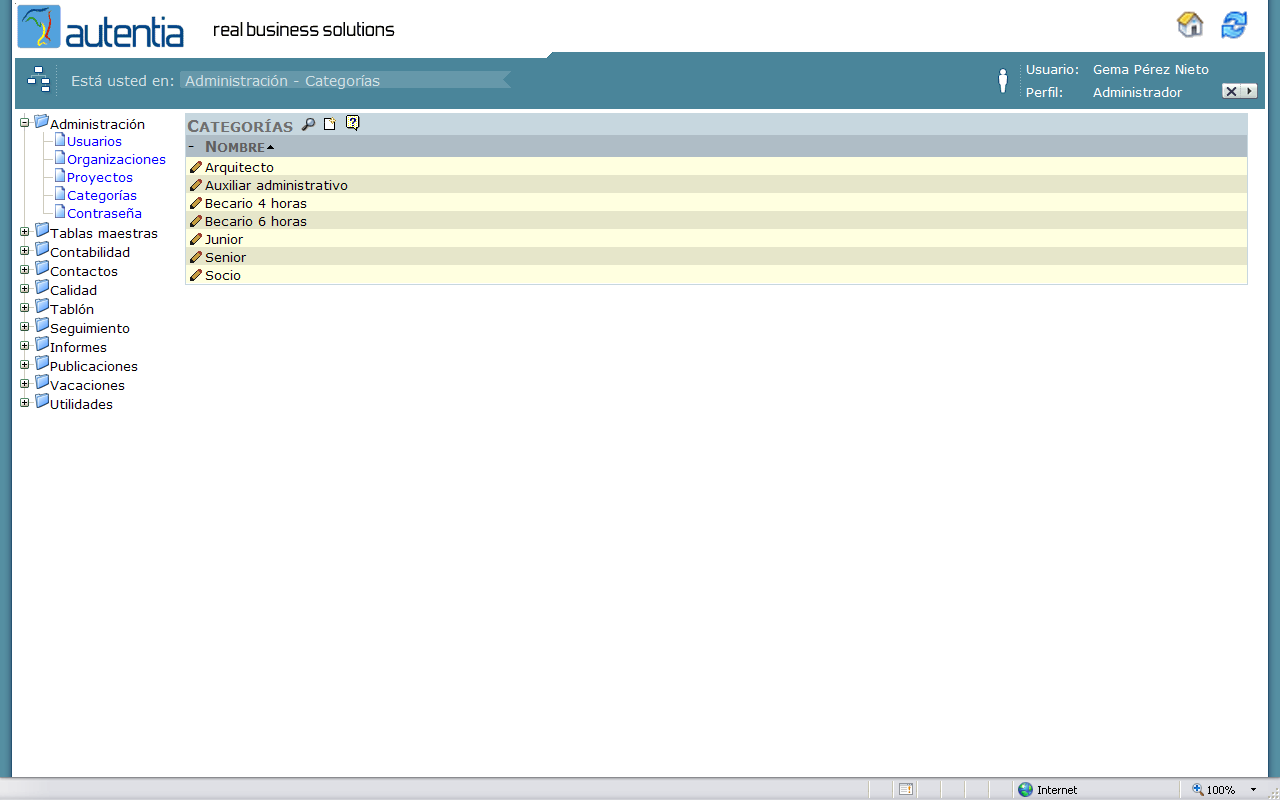 autentia real business solutions
Está usted en: Administración - Categorías
Usuario: Gema Pérez Nieto
Perfil: Administrador
Administración
Usuarios
Organizaciones
Proyectos
Categorías
Contraseña
Tablas maestras
Contabilidad
Contactos
Calidad
Tablón
Seguimiento
Informes
Publicaciones
Vacaciones
Utilidades
CATEGORÍAS
- NOMBRE
Arquitecto
Auxiliar administrativo
Becario 4 horas
Becario 6 horas
Junior
Senior
Socio
Internet
100%